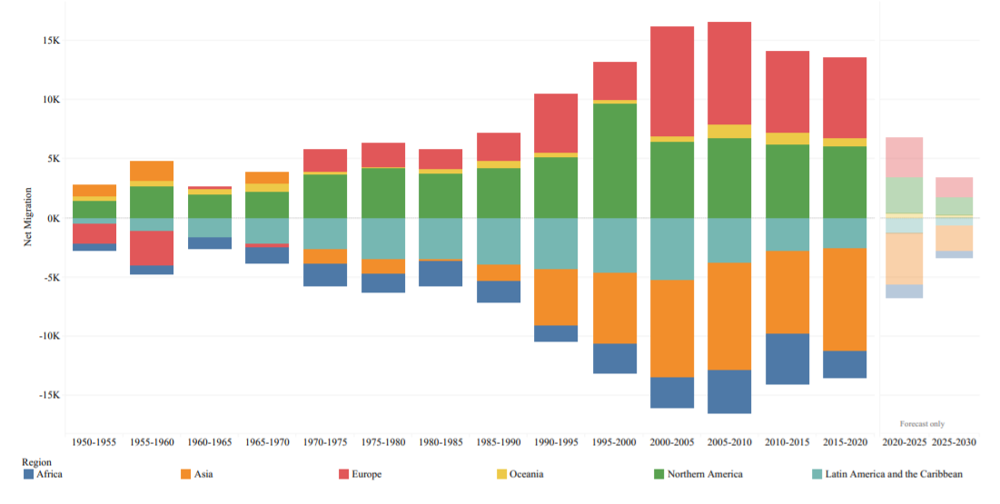 15K
10K
5K
0K
-5K
-10K
-15K
Net Migration
Forecast only
1950-1955 1955-1960 1960-1965 1965-1970 1970-1975 1975-1980 1980-1985 1985-1990 1990-1995 1995-2000 2000-2005 2005-2010 2010-2015 2015-2020 2020-2025 2025-2030
Region
Africa Asia Europe Oceania Northern America Latin America and the Caribbean